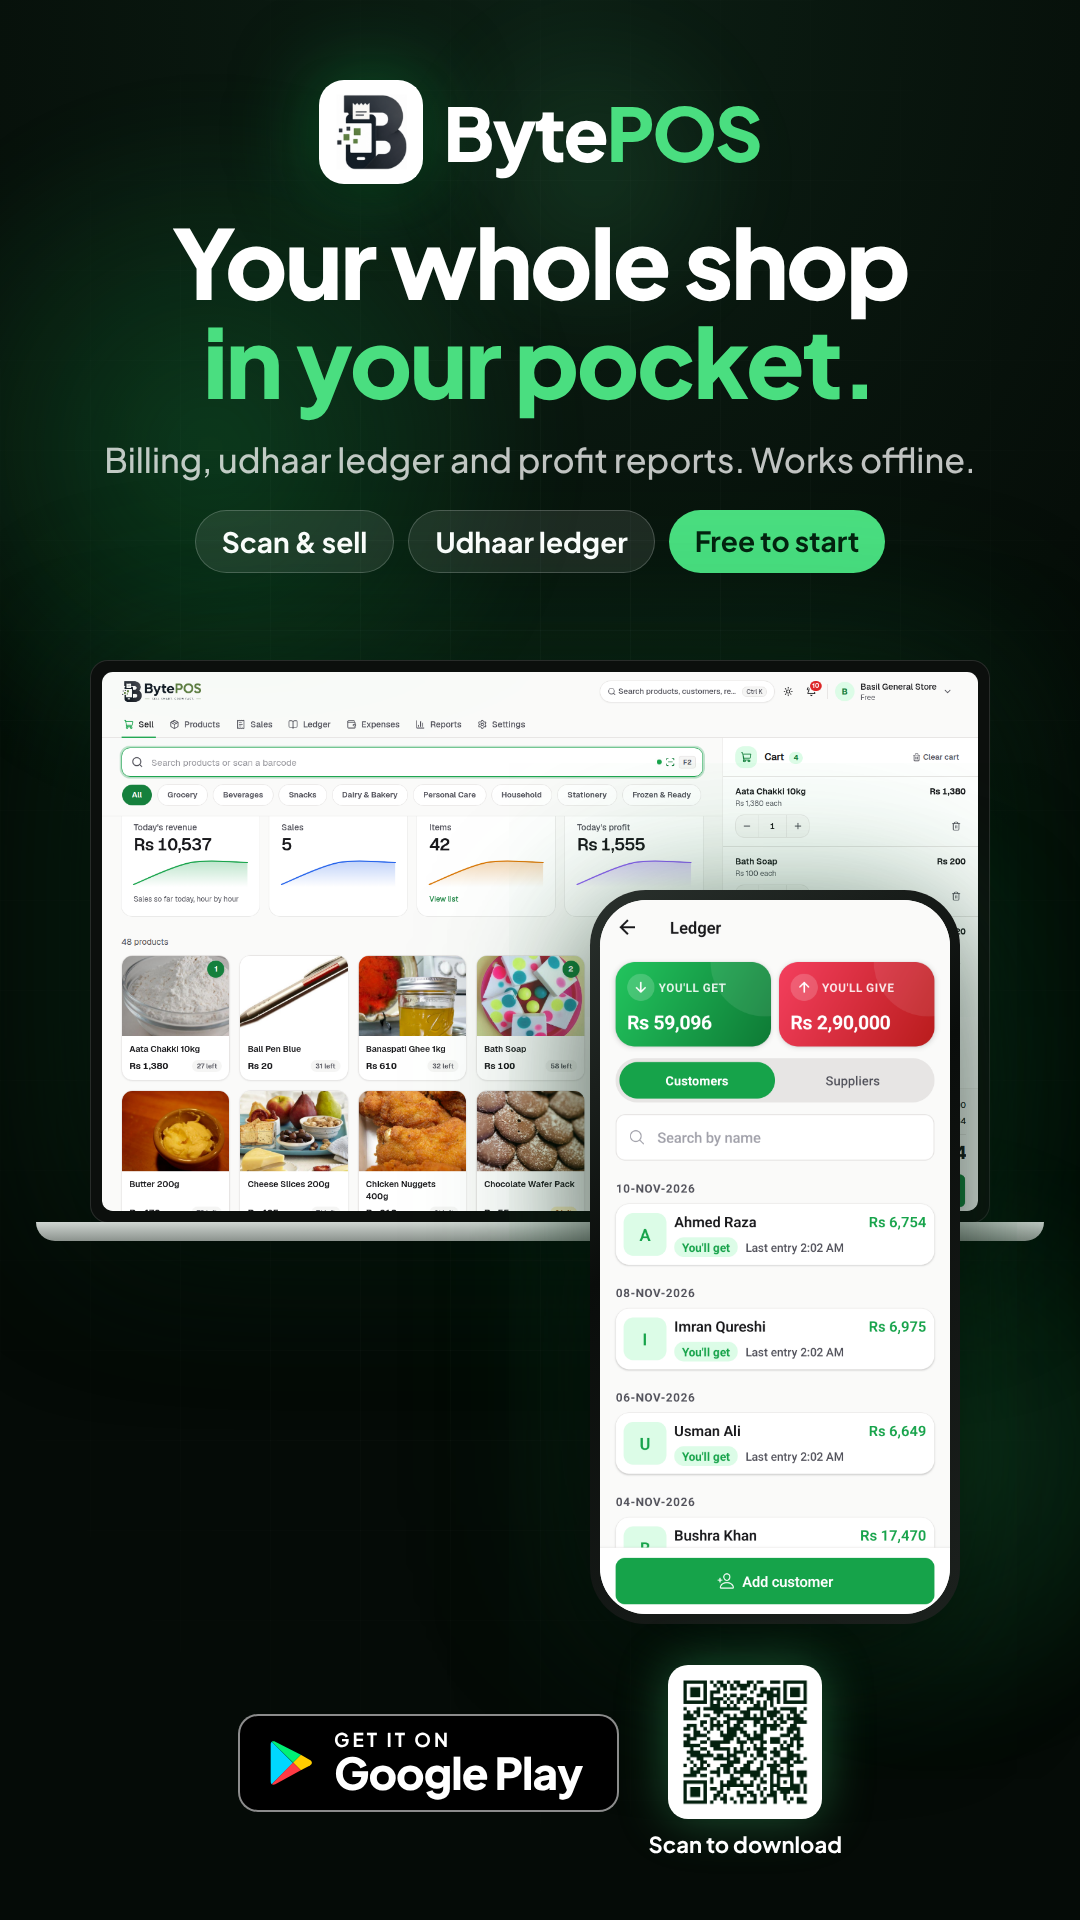 BytePOS
Your whole shop
in your pocket.
Billing, udhaar ledger and profit reports. Works offline.
Scan & sell
Udhaar ledger
Free to start
BytePOS
Search products, customers, re...
Ctrl K
10
B
Basil General Store
Free
Sell
Products
Sales
Ledger
Expenses
Reports
Settings
Search products or scan a barcode
F2
All
Grocery
Beverages
Snacks
Dairy & Bakery
Personal Care
Household
Stationery
Frozen & Ready
Today's revenue
Rs 10,537
Sales so far today, hour by hour
Sales
5
Items
42
View list
Today's profit
Rs 1,555
Cart 4
Clear cart
Aata Chakki 10kg
Rs 1,380
Rs 1,380 each
1
Bath Soap
Rs 200
Rs 100 each
48 products
1
Aata Chakki 10kg
Rs 1,380
27 left
Ball Pen Blue
Rs 20
31 left
Banaspati Ghee 1kg
Rs 610
32 left
2
Bath Soap
Rs 100
58 left
Butter 200g
Cheese Slices 200g
Chicken Nuggets
400g
Chocolate Wafer Pack
Ledger
YOU'LL GET
Rs 59,096
YOU'LL GIVE
Rs 2,90,000
Customers
Suppliers
Search by name
10-NOV-2026
A
Ahmed Raza
Rs 6,754
You'll get
Last entry 2:02 AM
08-NOV-2026
I
Imran Qureshi
Rs 6,975
You'll get
Last entry 2:02 AM
06-NOV-2026
U
Usman Ali
Rs 6,649
You'll get
Last entry 2:02 AM
04-NOV-2026
Bushra Khan
Rs 17,470
Add customer
GET IT ON
Google Play
Scan to download